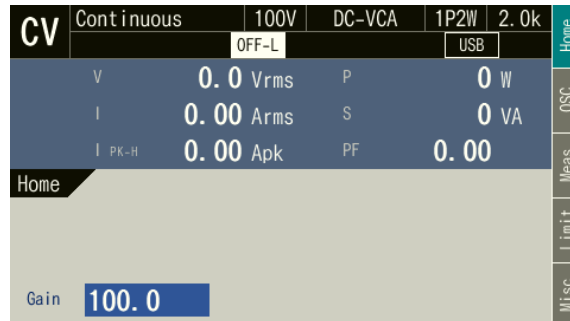 CV Continuous 100V DC-VCA 1P2W 2.0k
OFF-L USB
V 0.0 Vrms P 0 W
I 0.00 Arms S 0 VA
I PK-H 0.00 Apk PF 0.00
Home
Gain 100.0
Home
OSC
Meas
Limit
Misc